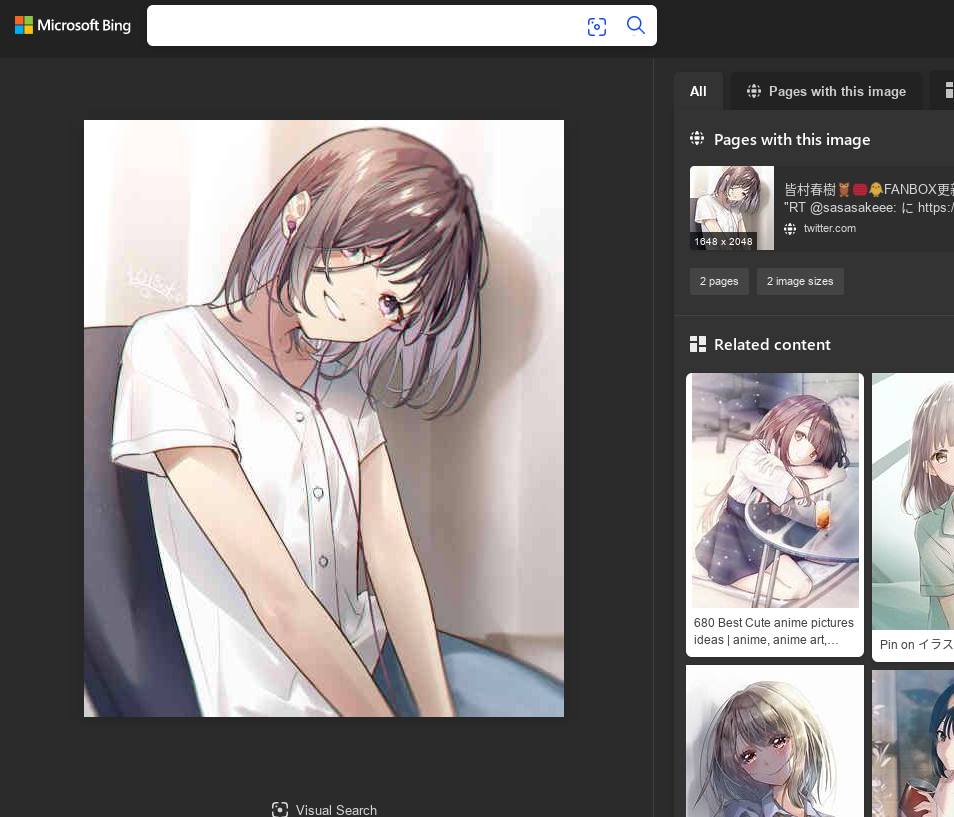 Microsoft Bing
All
Pages with this image
Pages with this image
皆村春樹🦉🟥🐥FANBOX更新
"RT @sasasakeee: に https:/
twitter.com
1648 x 2048
2 pages
2 image sizes
Related content
680 Best Cute anime pictures
ideas | anime, anime art,…
Pin on イラス
Visual Search